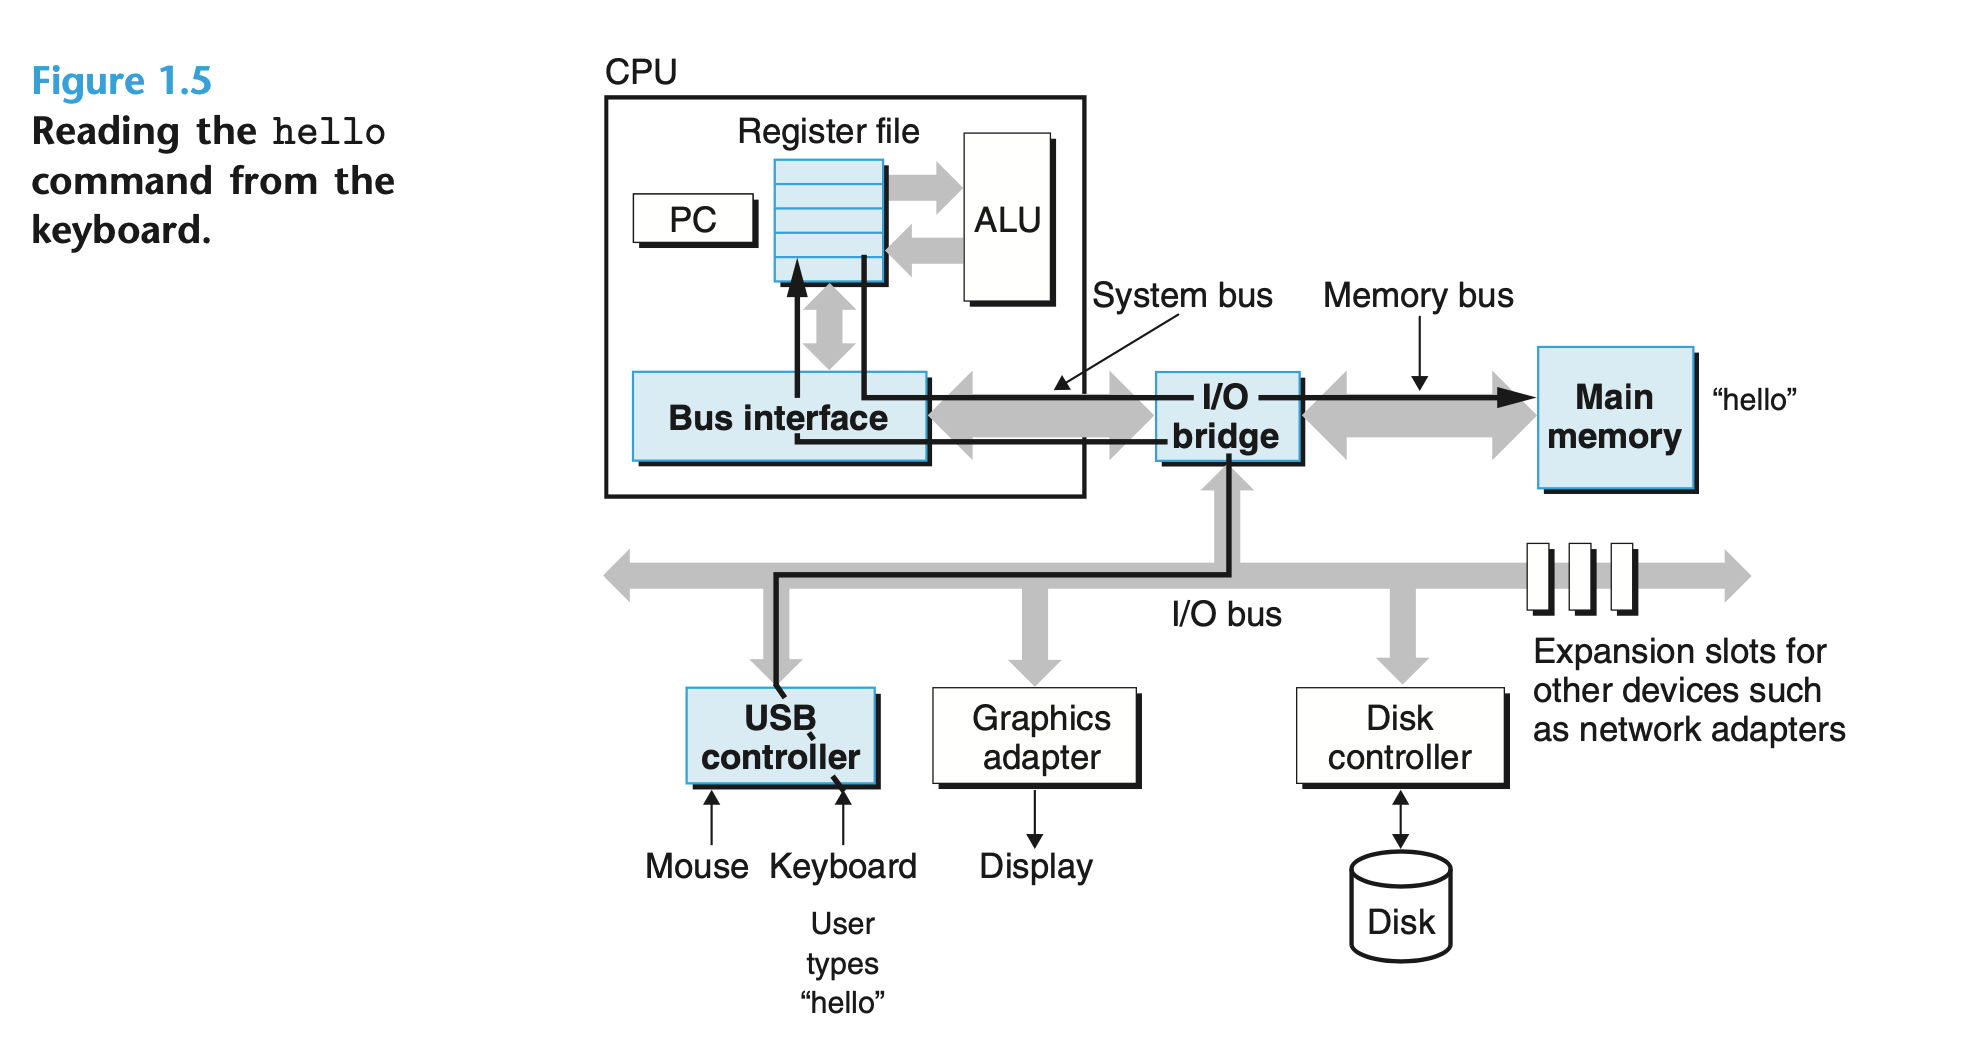 Figure 1.5
Reading the hello
command from the
keyboard.
CPU
Register file
PC
ALU
System bus
Memory bus
Bus interface
I/O
bridge
Main
memory
“hello”
I/O bus
Expansion slots for
other devices such
as network adapters
USB
controller
Graphics
adapter
Disk
controller
Mouse
Keyboard
Display
Disk
User
types
“hello”